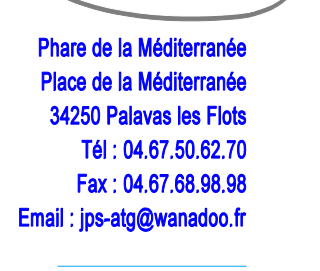 Phare de la Méditerranée
Place de la Méditerranée
34250 Palavas les Flots
Tél : 04.67.50.62.70
Fax : 04.67.68.98.98
Email : jps-atg@wanadoo.fr